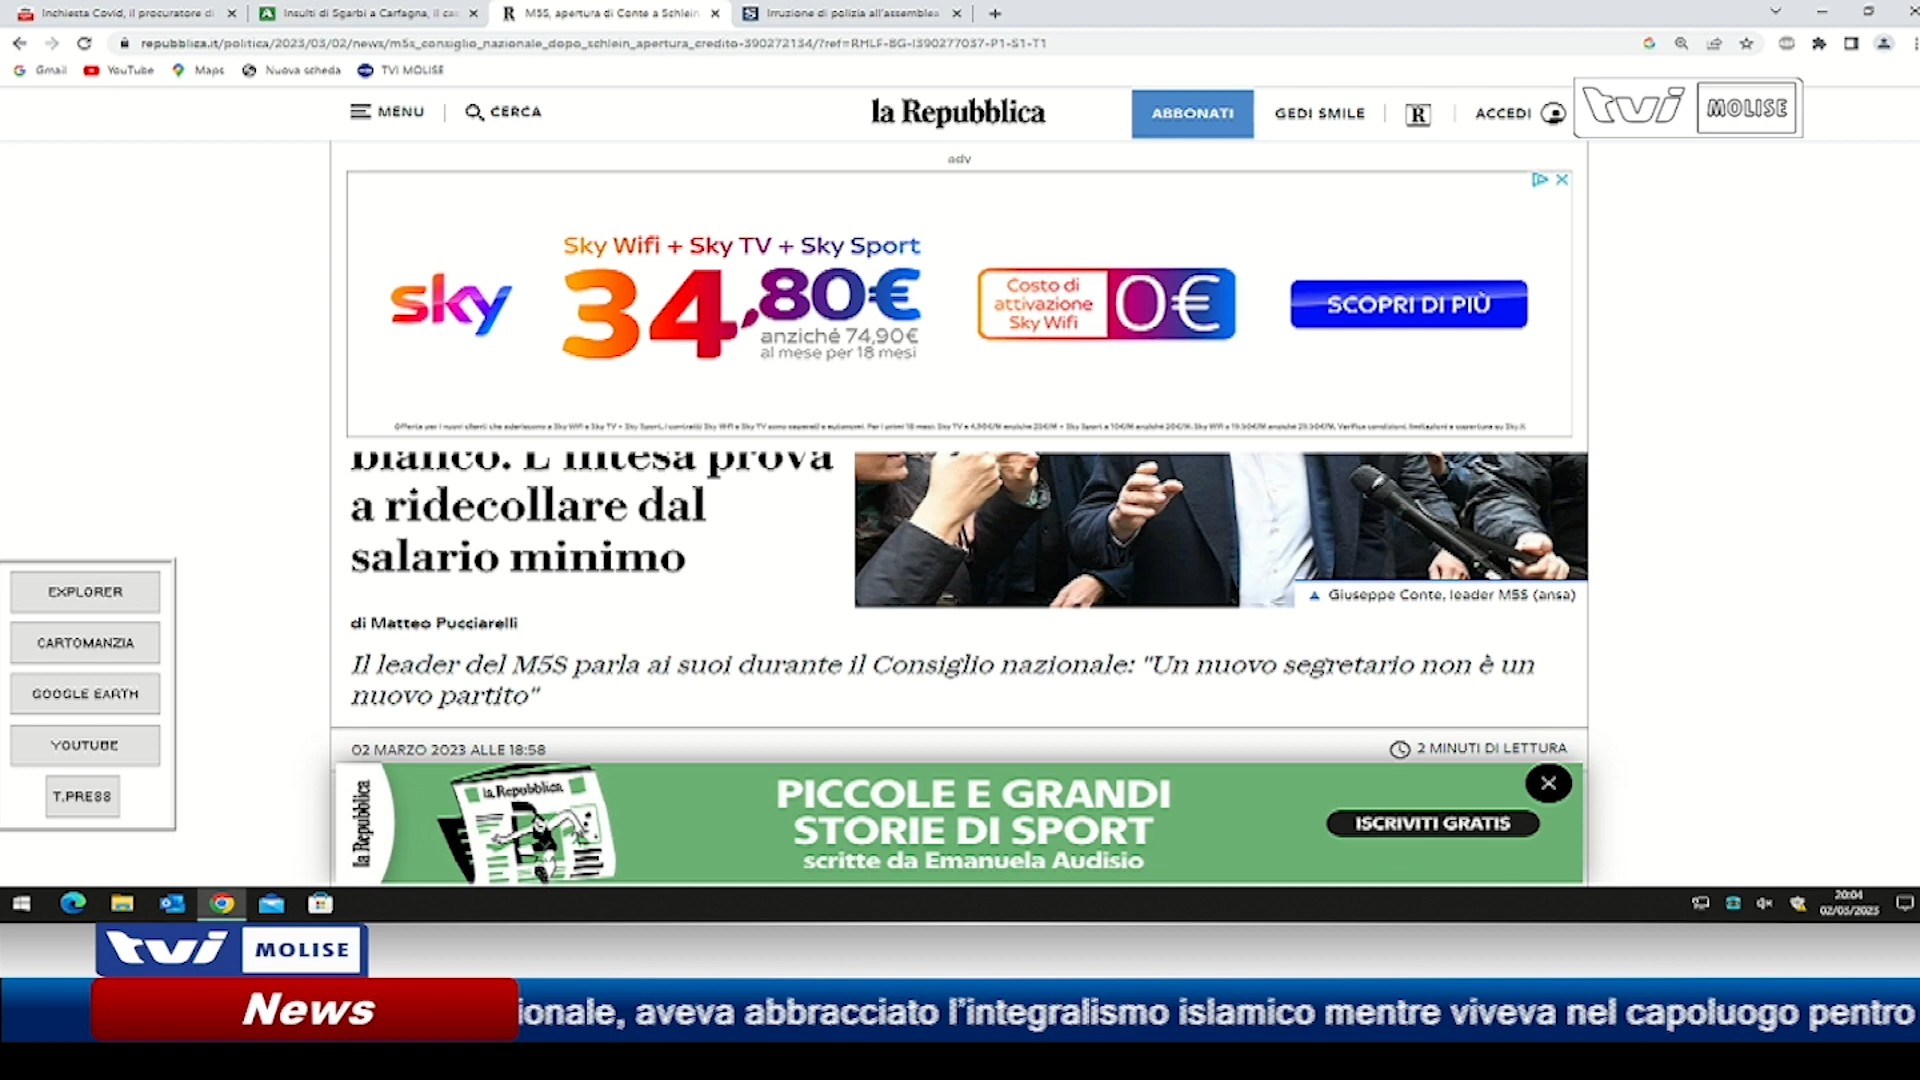 Inchiesta Covid, il procuratore di
Insulti di Sgarbi a Carfagna, il cas
M5S, apertura di Conte a Schlein
Irruzione di polizia all'assemblea
repubblica.it/politica/2023/03/02/news/m5s_consiglio_nazionale_dopo_schlein_apertura_credito-390272134/?ref=RHLF-BG-I390277037-P1-S1-T1
Gmail YouTube Maps Nuova scheda TVI MOLISE
MENU CERCA
la Repubblica
ABBONATI GEDI SMILE R ACCEDI
tvi MOLISE
adv
sky
Sky Wifi + Sky TV + Sky Sport
34,80€
anziché 74,90€
al mese per 18 mesi
Costo di
attivazione
Sky Wifi
0€
SCOPRI DI PIÙ
bianco. L'intesa prova
a ridecollare dal
salario minimo
Giuseppe Conte, leader M5S (ansa)
di Matteo Pucciarelli
Il leader del M5S parla ai suoi durante il Consiglio nazionale: "Un nuovo segretario non è un
nuovo partito"
02 MARZO 2023 ALLE 18:58
2 MINUTI DI LETTURA
EXPLORER
CARTOMANZIA
GOOGLE EARTH
YOUTUBE
T.PRESS
la Repubblica
la Repubblica
PICCOLE E GRANDI
STORIE DI SPORT
scritte da Emanuela Audisio
ISCRIVITI GRATIS
20:04
02/03/2023
tvi MOLISE
News
ionale, aveva abbracciato l'integralismo islamico mentre viveva nel capoluogo pentro